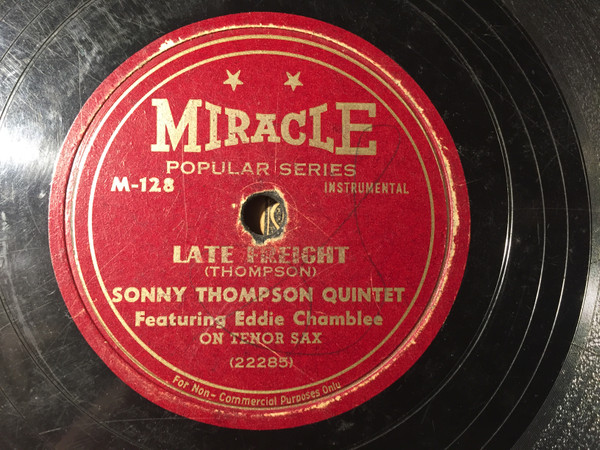 MIRACLE
POPULAR SERIES
M-128 INSTRUMENTAL
LATE FREIGHT
(THOMPSON)
SONNY THOMPSON QUINTET
Featuring Eddie Chamblee
ON TENOR SAX
(22285)
For Non-Commercial Purposes Only